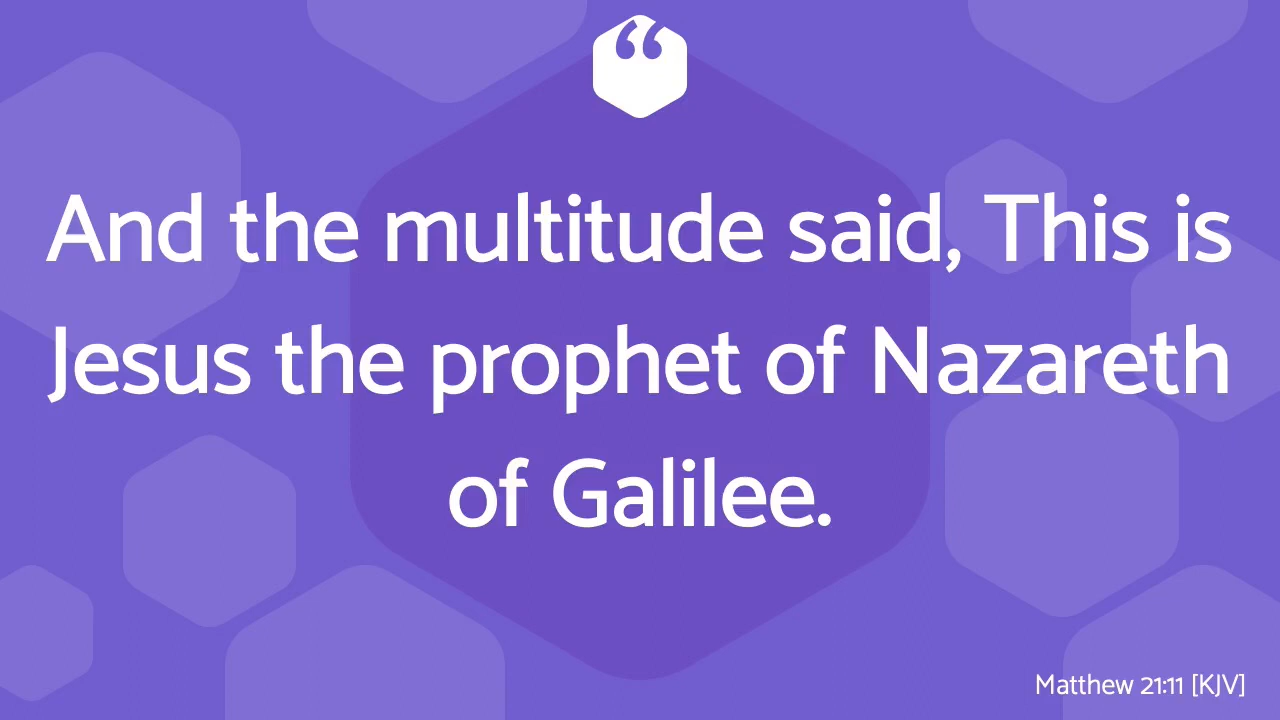 And the multitude said, This is
Jesus the prophet of Nazareth
of Galilee.
Matthew 21:11 [KJV]